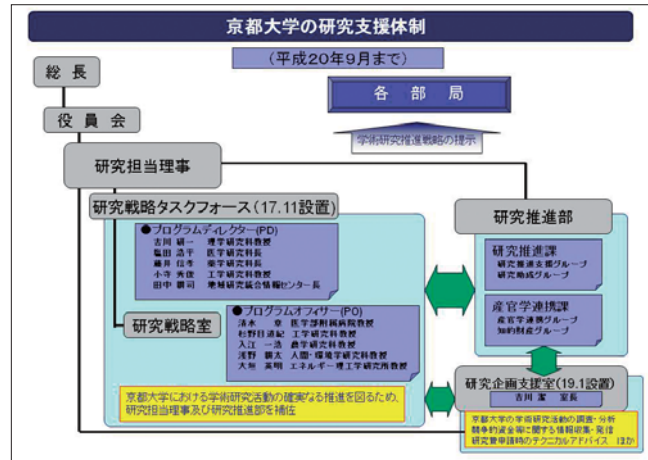 京都大学の研究支援体制
(平成20年9月まで)
総 長
各 部 局
役 員 会
学術研究推進戦略の提示
研究担当理事
研究戦略タスクフォース(17.11設置)
●プログラムディレクター(PD)
吉川 研一 理学研究科教授
塩田 浩平 医学研究科長
藤井 信孝 薬学研究科長
小寺 秀俊 工学研究科教授
田中 耕司 地域研究統合情報センター長
研究戦略室
●プログラムオフィサー(PO)
清水 章 医学部附属病院教授
杉野目道紀 工学研究科教授
入江 一浩 農学研究科教授
浅野 耕太 人間・環境学研究科教授
大垣 英明 エネルギー理工学研究所教授
京都大学における学術研究活動の確実なる推進を図るため、
研究担当理事及び研究推進部を補佐
研究推進部
研究推進課
研究推進支援グループ
研究助成グループ
産官学連携課
産官学連携グループ
知的財産グループ
研究企画支援室(19.1設置)
吉川 潔 室長
京都大学の学術研究活動の調査・分析
競争的資金等に関する情報収集・発信
研究費申請時のテクニカルアドバイス ほか